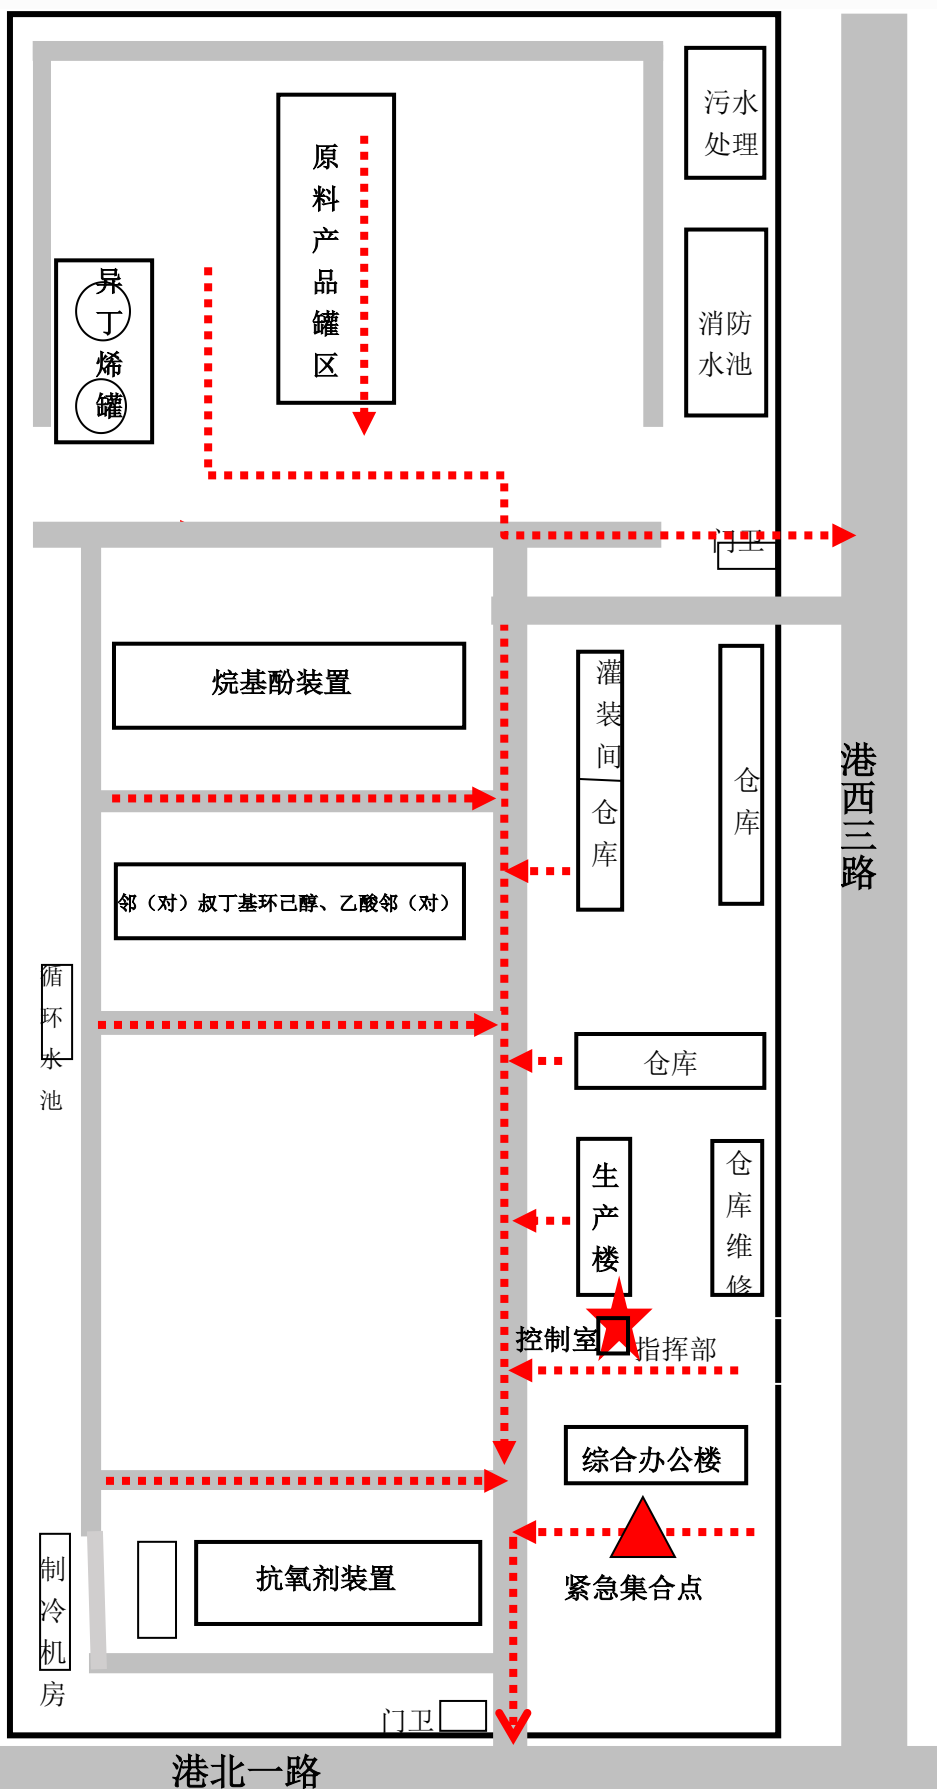 污水
处理
原料产品罐区
异丁烯罐
消防
水池
门卫
烷基酚装置
灌装间
仓库
仓库
港西三路
邻（对）叔丁基环己醇、乙酸邻（对）
循环水池
仓库
生产楼
仓库维修
控制室
指挥部
综合办公楼
制冷机房
抗氧剂装置
紧急集合点
门卫
港北一路